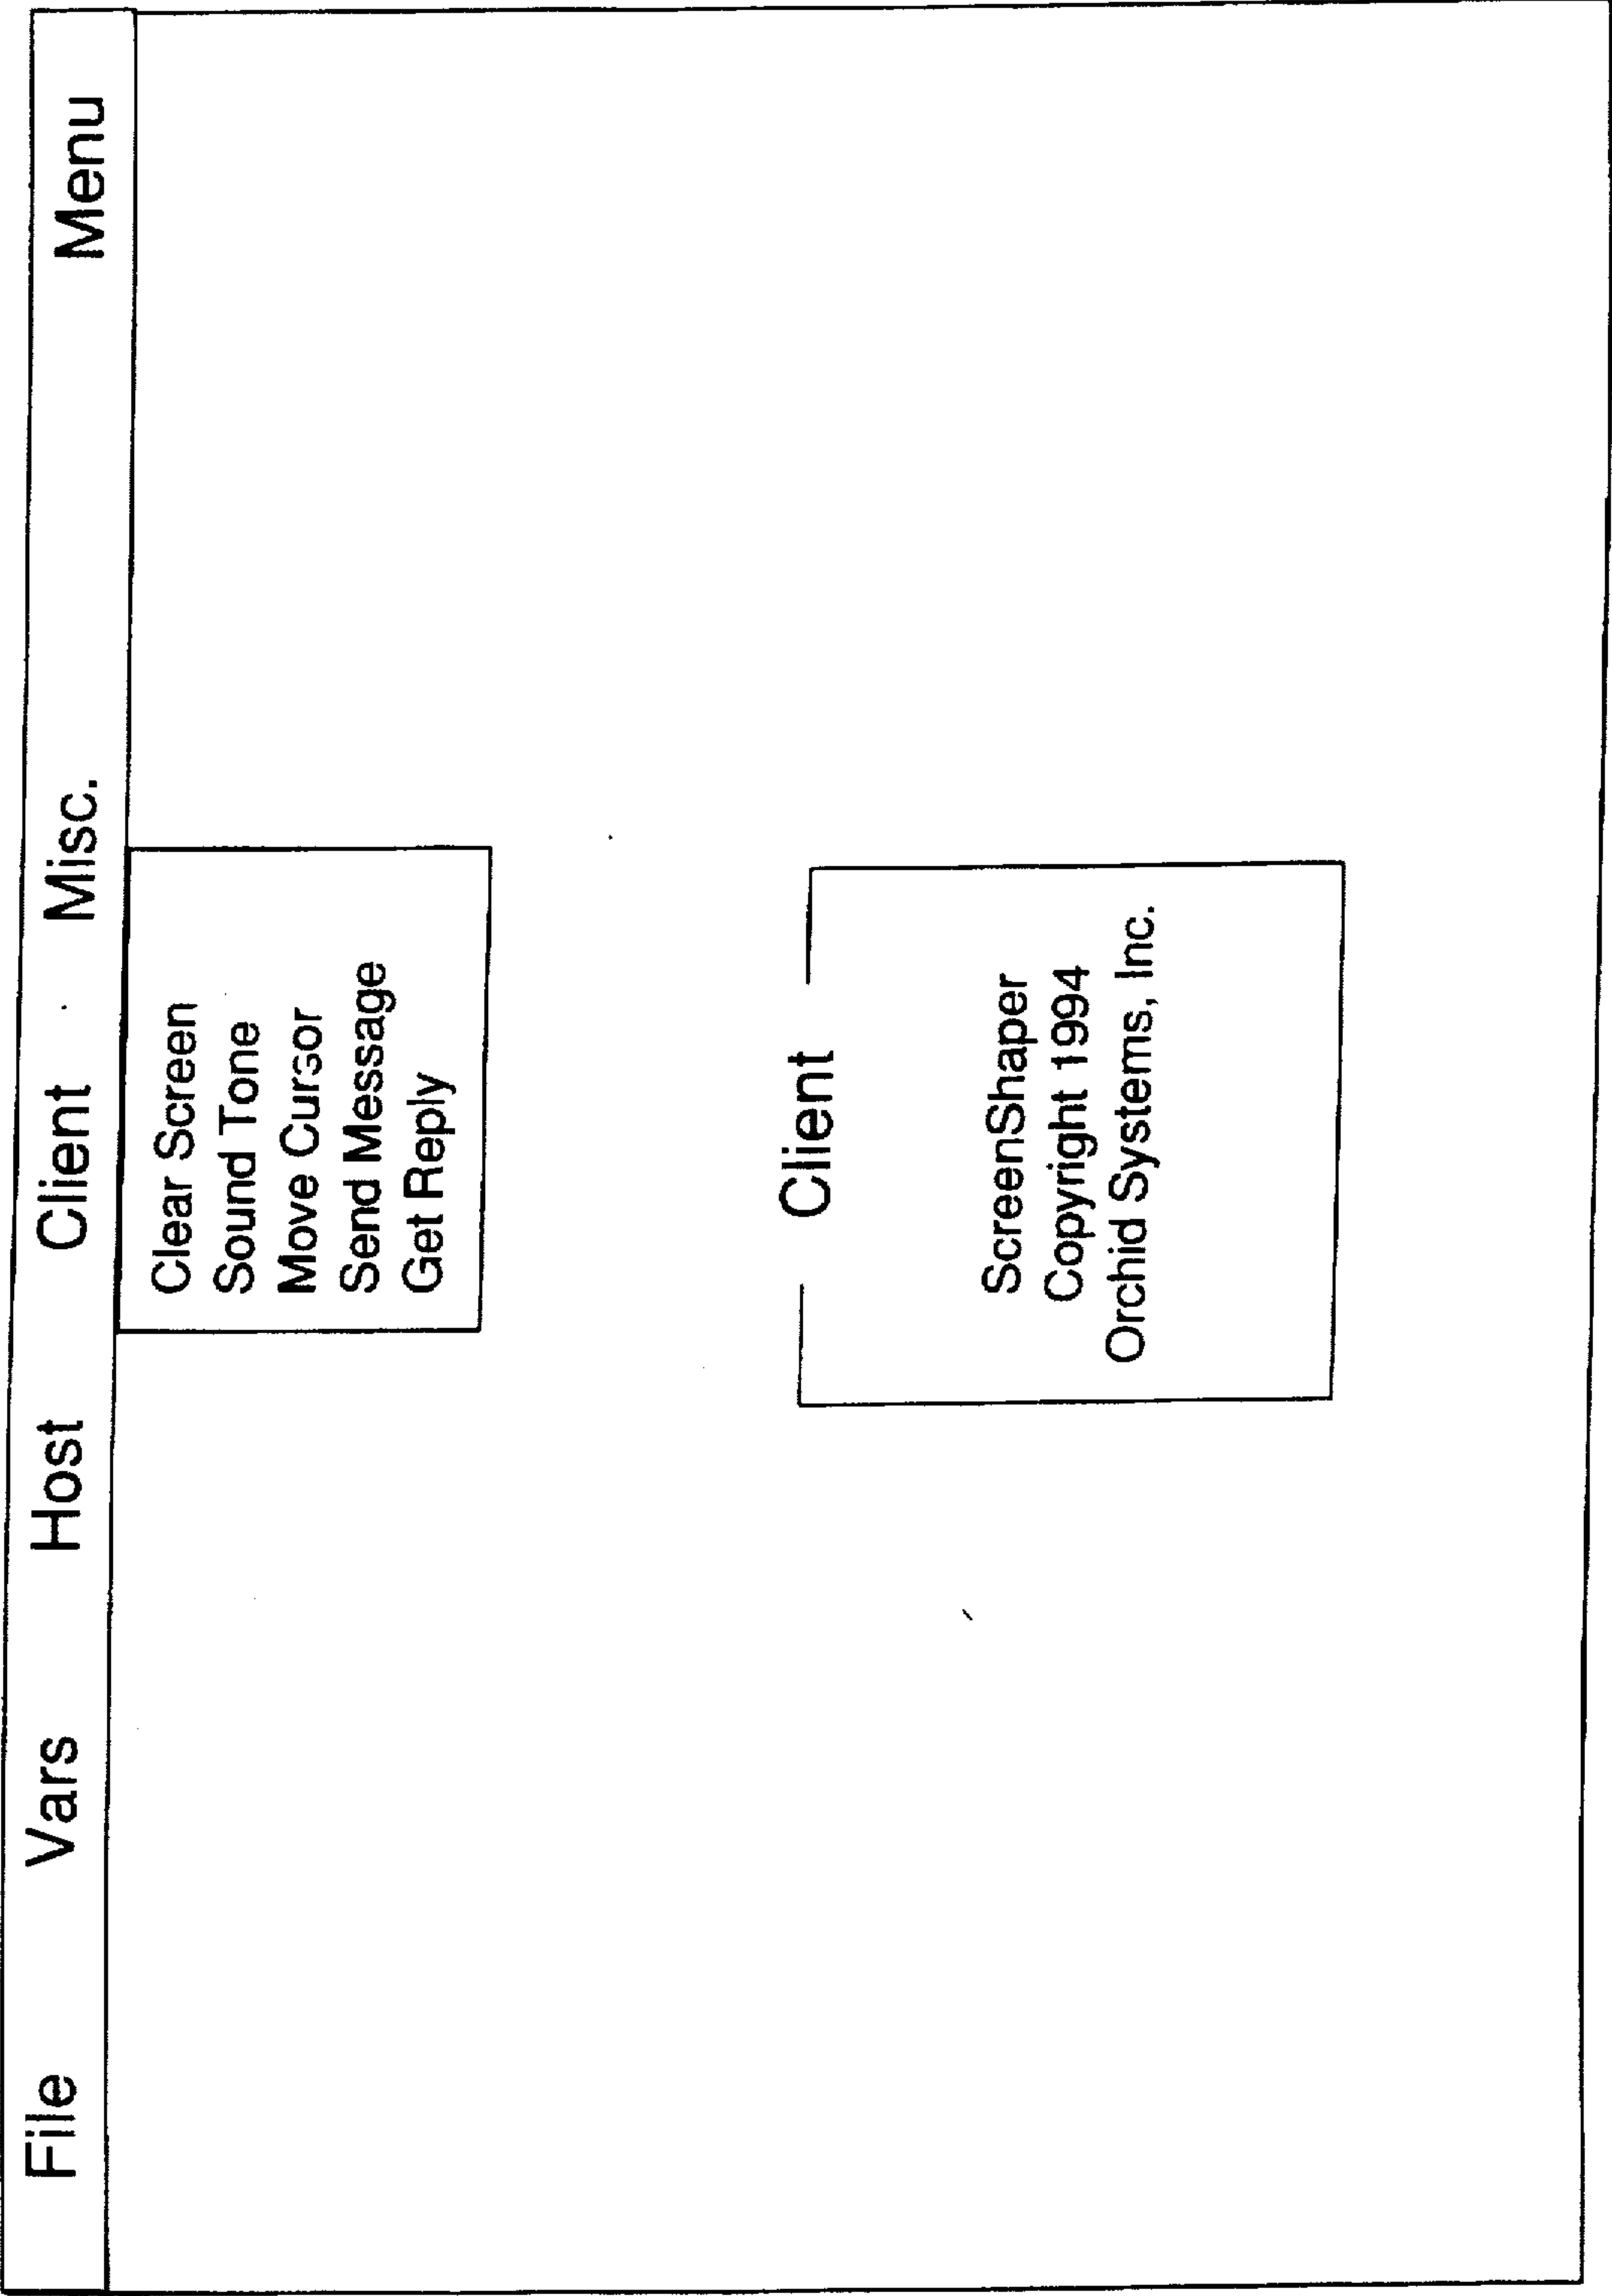 File Vars Host Client Misc. Menu
Clear Screen
Sound Tone
Move Cursor
Send Message
Get Reply
Client
ScreenShaper
Copyright 1994
Orchid Systems, Inc.